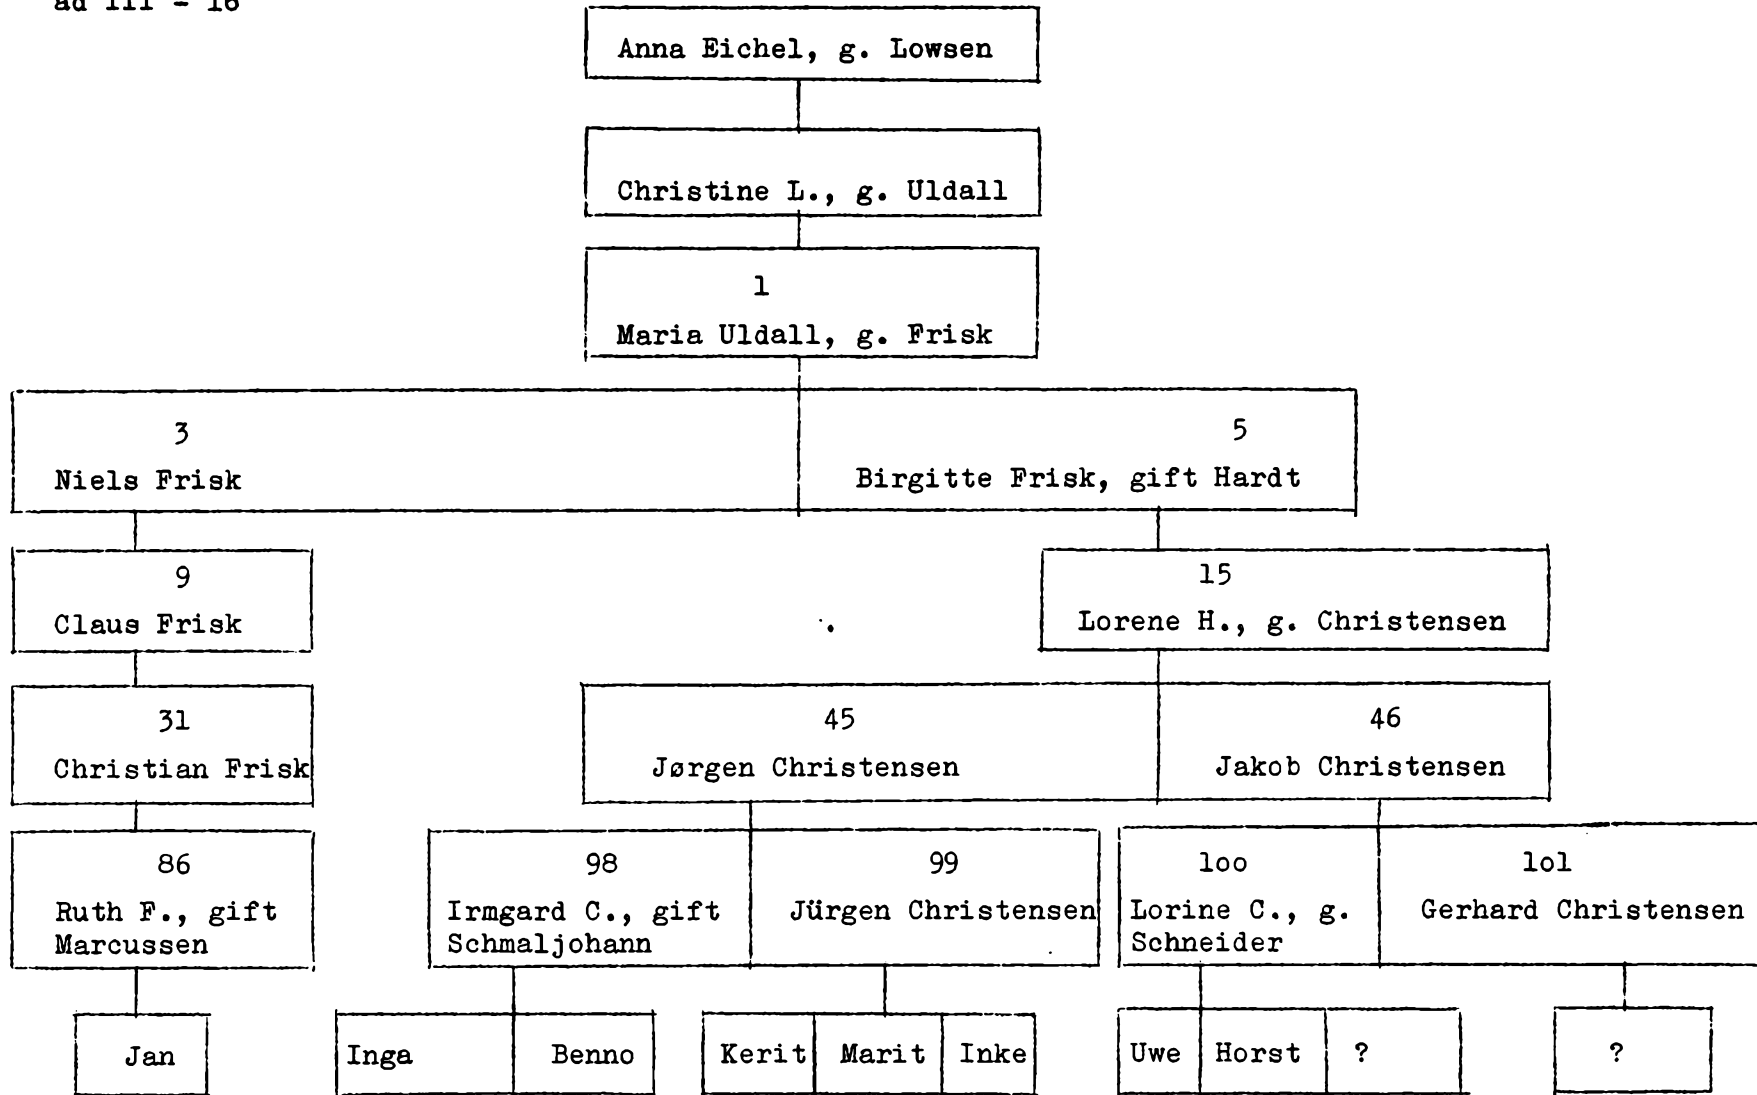 ad III - 16
Anna Eichel, g. Lowsen
Christine L., g. Uldall
1
Maria Uldall, g. Frisk
3
Niels Frisk
5
Birgitte Frisk, gift Hardt
9
Claus Frisk
15
Lorene H., g. Christensen
31
Christian Frisk
45
Jørgen Christensen
46
Jakob Christensen
86
Ruth F., gift
Marcussen
98
Irmgard C., gift
Schmaljohann
99
Jürgen Christensen
loo
Lorine C., g.
Schneider
lol
Gerhard Christensen
Jan
Inga
Benno
Kerit
Marit
Inke
Uwe
Horst
?
?